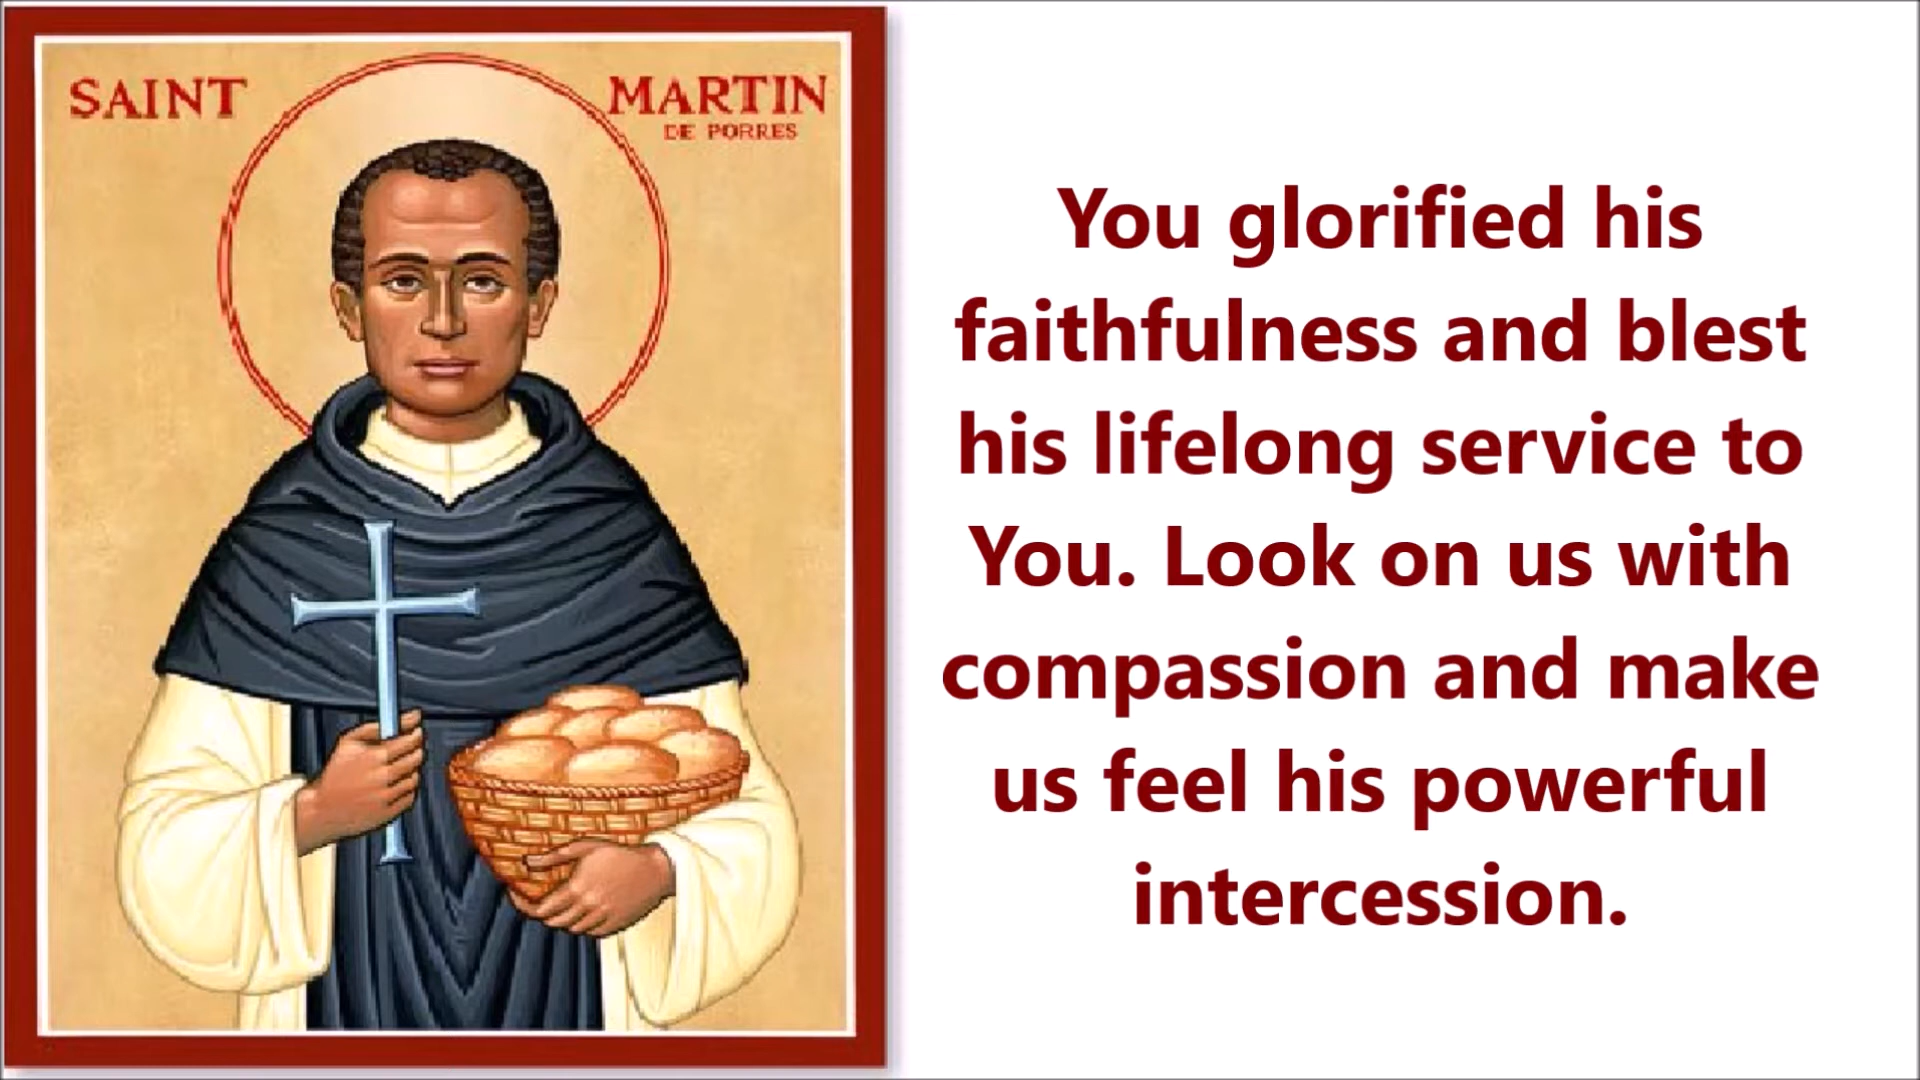 SAINT MARTIN
DE PORRES
You glorified his
faithfulness and blest
his lifelong service to
You. Look on us with
compassion and make
us feel his powerful
intercession.